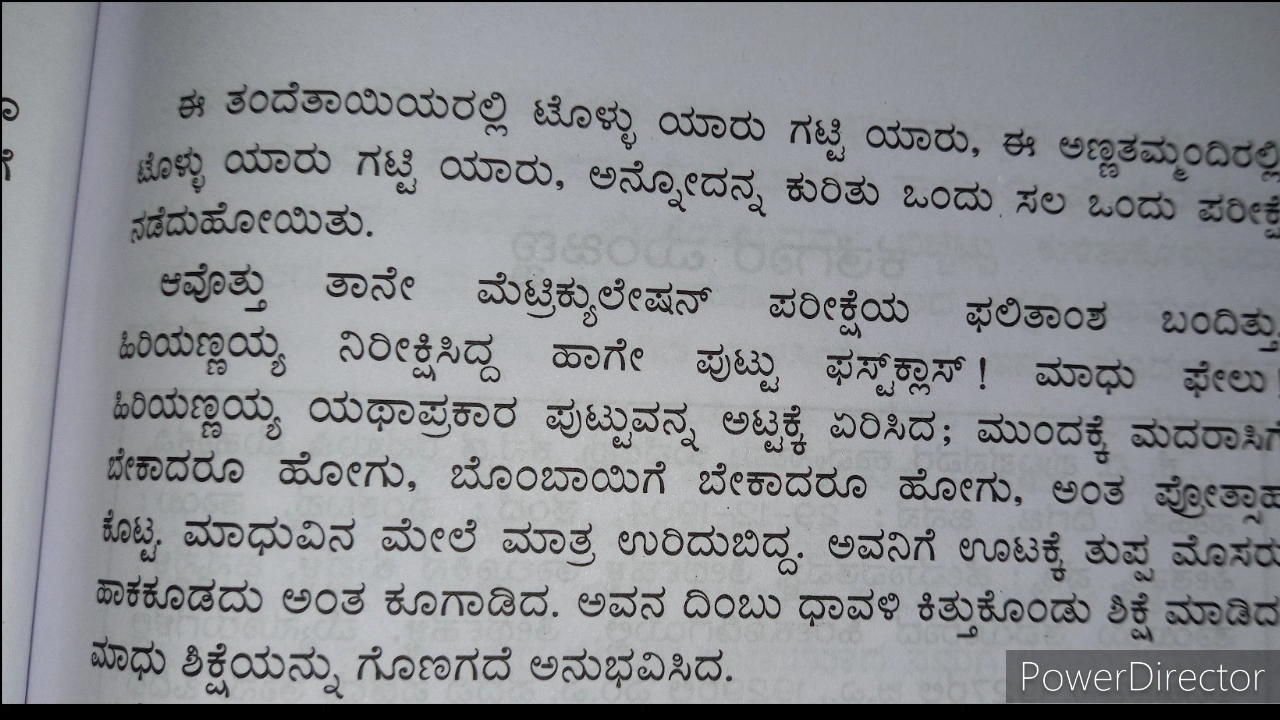 ಈ ತಂದೆತಾಯಿಯರಲ್ಲಿ ಟೊಳ್ಳು ಯಾರು ಗಟ್ಟಿ ಯಾರು, ಈ ಅಣ್ಣತಮ್ಮಂದಿರಲ್ಲಿ
ಟೊಳ್ಳು ಯಾರು ಗಟ್ಟಿ ಯಾರು, ಅನ್ನೋದನ್ನ ಕುರಿತು ಒಂದು ಸಲ ಒಂದು ಪರೀಕ್ಷೆ
ನಡೆದುಹೋಯಿತು.
ಆವೊತ್ತು ತಾನೇ ಮೆಟ್ರಿಕ್ಯುಲೇಷನ್ ಪರೀಕ್ಷೆಯ ಫಲಿತಾಂಶ ಬಂದಿತ್ತು
ಹಿರಿಯಣ್ಣಯ್ಯ ನಿರೀಕ್ಷಿಸಿದ್ದ ಹಾಗೇ ಪುಟ್ಟು ಫಸ್ಟ್‌ಕ್ಲಾಸ್! ಮಾಧು ಫೇಲು!
ಹಿರಿಯಣ್ಣಯ್ಯ ಯಥಾಪ್ರಕಾರ ಪುಟ್ಟುವನ್ನ ಅಟ್ಟಕ್ಕೆ ಏರಿಸಿದ; ಮುಂದಕ್ಕೆ ಮದರಾಸಿಗೆ
ಬೇಕಾದರೂ ಹೋಗು, ಬೊಂಬಾಯಿಗೆ ಬೇಕಾದರೂ ಹೋಗು, ಅಂತ ಪ್ರೋತ್ಸಾಹ
ಕೊಟ್ಟ. ಮಾಧುವಿನ ಮೇಲೆ ಮಾತ್ರ ಉರಿದುಬಿದ್ದ. ಅವನಿಗೆ ಊಟಕ್ಕೆ ತುಪ್ಪ ಮೊಸರು
ಹಾಕಕೂಡದು ಅಂತ ಕೂಗಾಡಿದ. ಅವನ ದಿಂಬು ಧಾವಳಿ ಕಿತ್ತುಕೊಂಡು ಶಿಕ್ಷೆ ಮಾಡಿದ
ಮಾಧು ಶಿಕ್ಷೆಯನ್ನು ಗೊಣಗದೆ ಅನುಭವಿಸಿದ.
PowerDirector